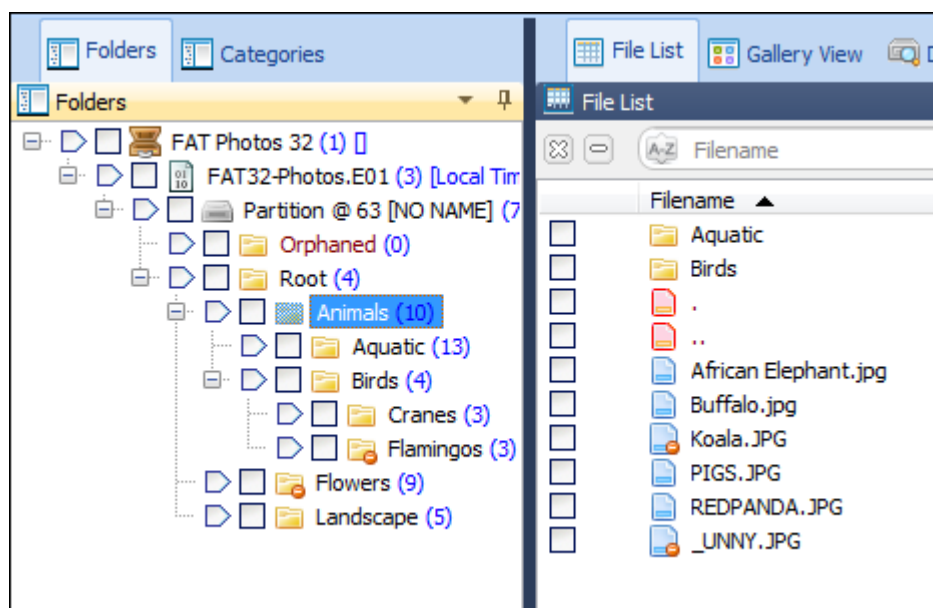 Folders
Categories
Folders
FAT Photos 32 (1) []
FAT32-Photos.E01 (3) [Local Tim
Partition @ 63 [NO NAME] (7
Orphaned (0)
Root (4)
Animals (10)
Aquatic (13)
Birds (4)
Cranes (3)
Flamingos (3)
Flowers (9)
Landscape (5)
File List
Gallery View
D
File List
A-Z Filename
Filename
Aquatic
Birds
.
..
African Elephant.jpg
Buffalo.jpg
Koala.JPG
PIGS.JPG
REDPANDA.JPG
_UNNY.JPG